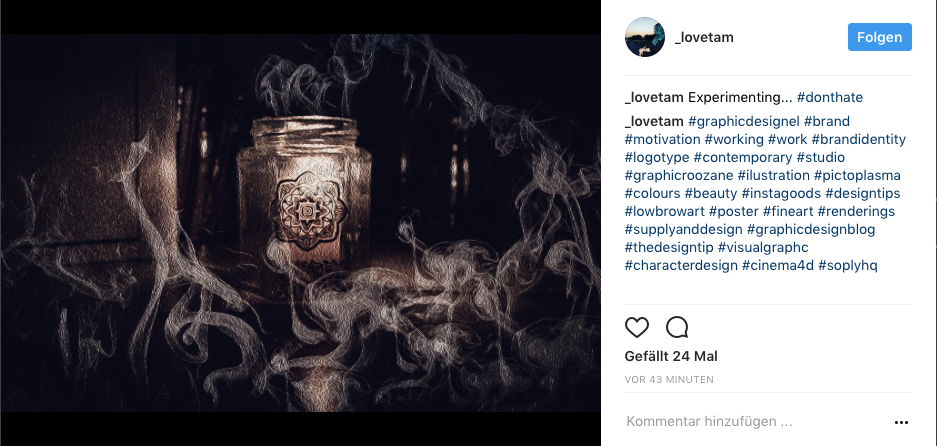 _lovetam
Folgen
_lovetam Experimenting... #donthate
_lovetam #graphicdesignel #brand
#motivation #working #work #brandidentity
#logotype #contemporary #studio
#graphicroozane #ilustration #pictoplasma
#colours #beauty #instagoods #designtips
#lowbrowart #poster #fineart #renderings
#supplyanddesign #graphicdesignblog
#thedesigntip #visualgraphc
#characterdesign #cinema4d #soplyhq
Gefällt 24 Mal
VOR 43 MINUTEN
Kommentar hinzufügen ...